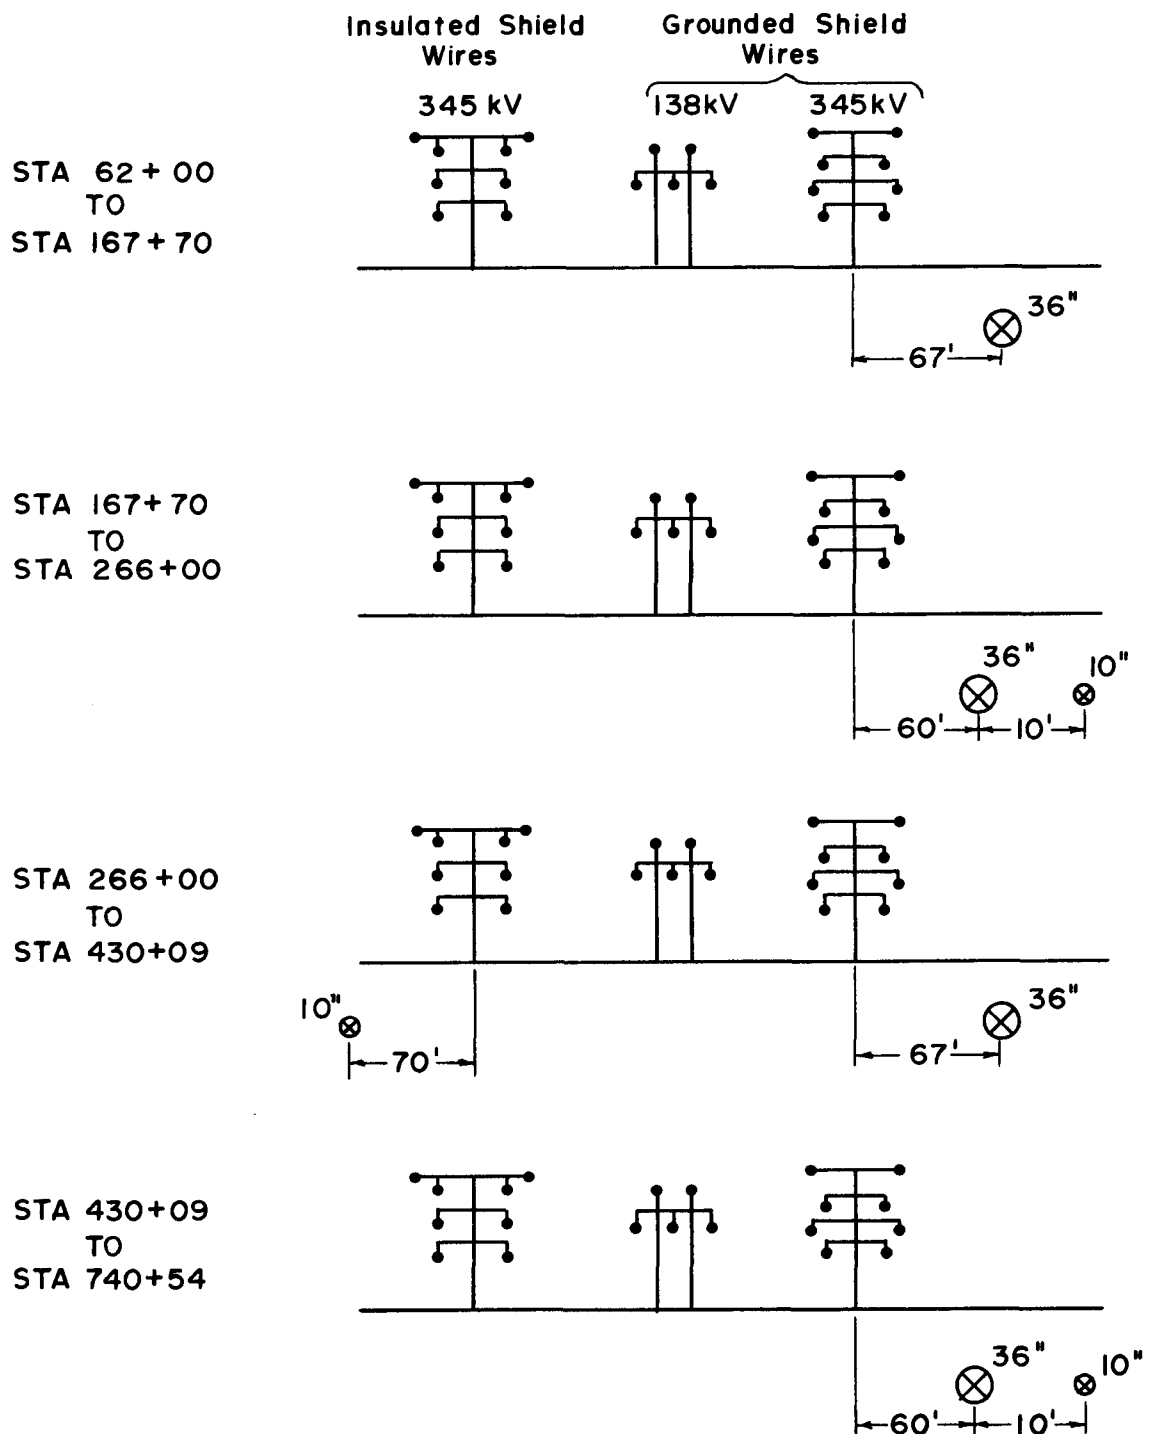 Insulated Shield
Wires
Grounded Shield
Wires
345 kV
138kV
345kV
STA 62+00
TO
STA 167+70
36"
67'
STA 167+70
TO
STA 266+00
36"
10"
60'
10'
STA 266+00
TO
STA 430+09
10"
36"
70'
67'
STA 430+09
TO
STA 740+54
36"
10"
60'
10'